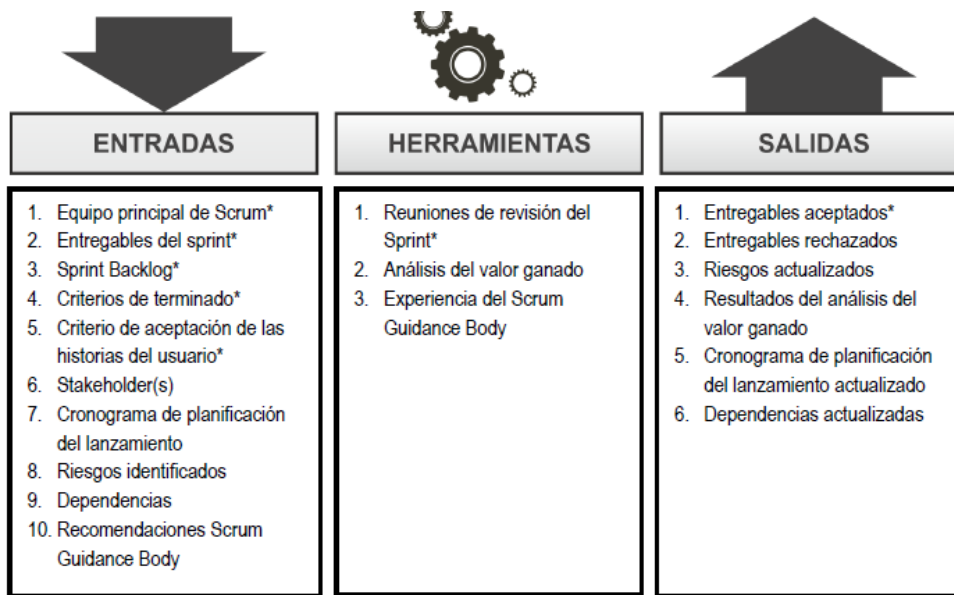 ENTRADAS
1. Equipo principal de Scrum*
2. Entregables del sprint*
3. Sprint Backlog*
4. Criterios de terminado*
5. Criterio de aceptación de las
historias del usuario*
6. Stakeholder(s)
7. Cronograma de planificación
del lanzamiento
8. Riesgos identificados
9. Dependencias
10. Recomendaciones Scrum
Guidance Body
HERRAMIENTAS
1. Reuniones de revisión del
Sprint*
2. Análisis del valor ganado
3. Experiencia del Scrum
Guidance Body
SALIDAS
1. Entregables aceptados*
2. Entregables rechazados
3. Riesgos actualizados
4. Resultados del análisis del
valor ganado
5. Cronograma de planificación
del lanzamiento actualizado
6. Dependencias actualizadas